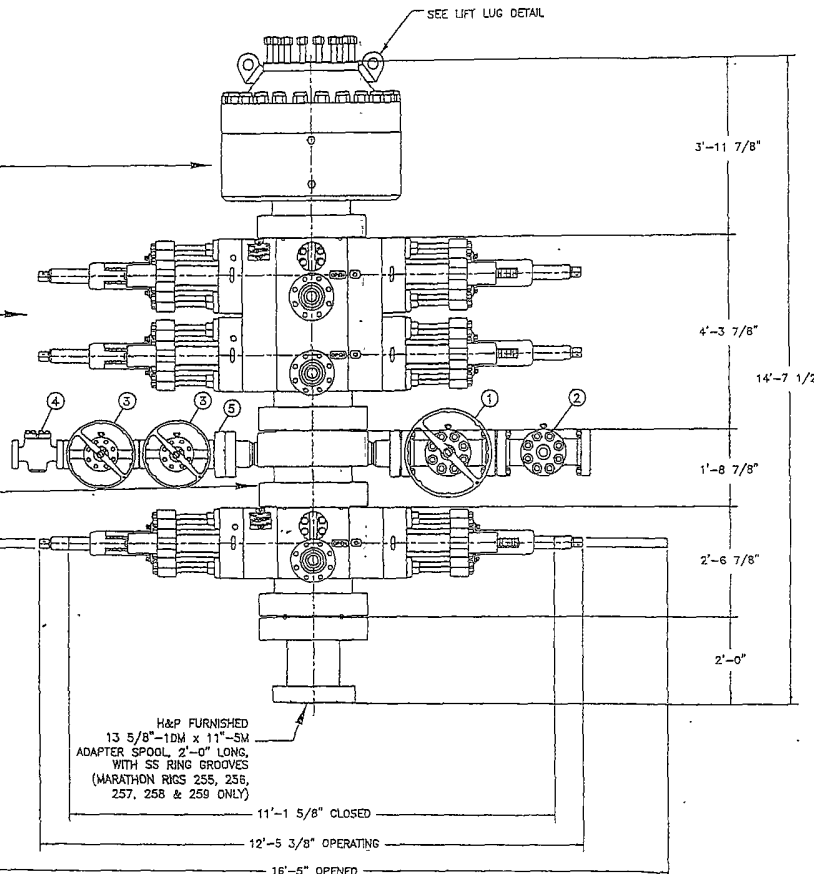 SEE LIFT LUG DETAIL
3'-11 7/8"
4'-3 7/8"
14'-7 1/2
④
③
③
⑤
①
②
1'-8 7/8"
2'-6 7/8"
2'-0"
H&P FURNISHED
13 5/8"-10M x 11"-5M
ADAPTER SPOOL, 2'-0" LONG,
WITH SS RING GROOVES
(MARATHON RIGS 255, 256,
257, 258 & 259 ONLY)
11'-1 5/8" CLOSED
12'-5 3/8" OPERATING
16'-5" OPENED